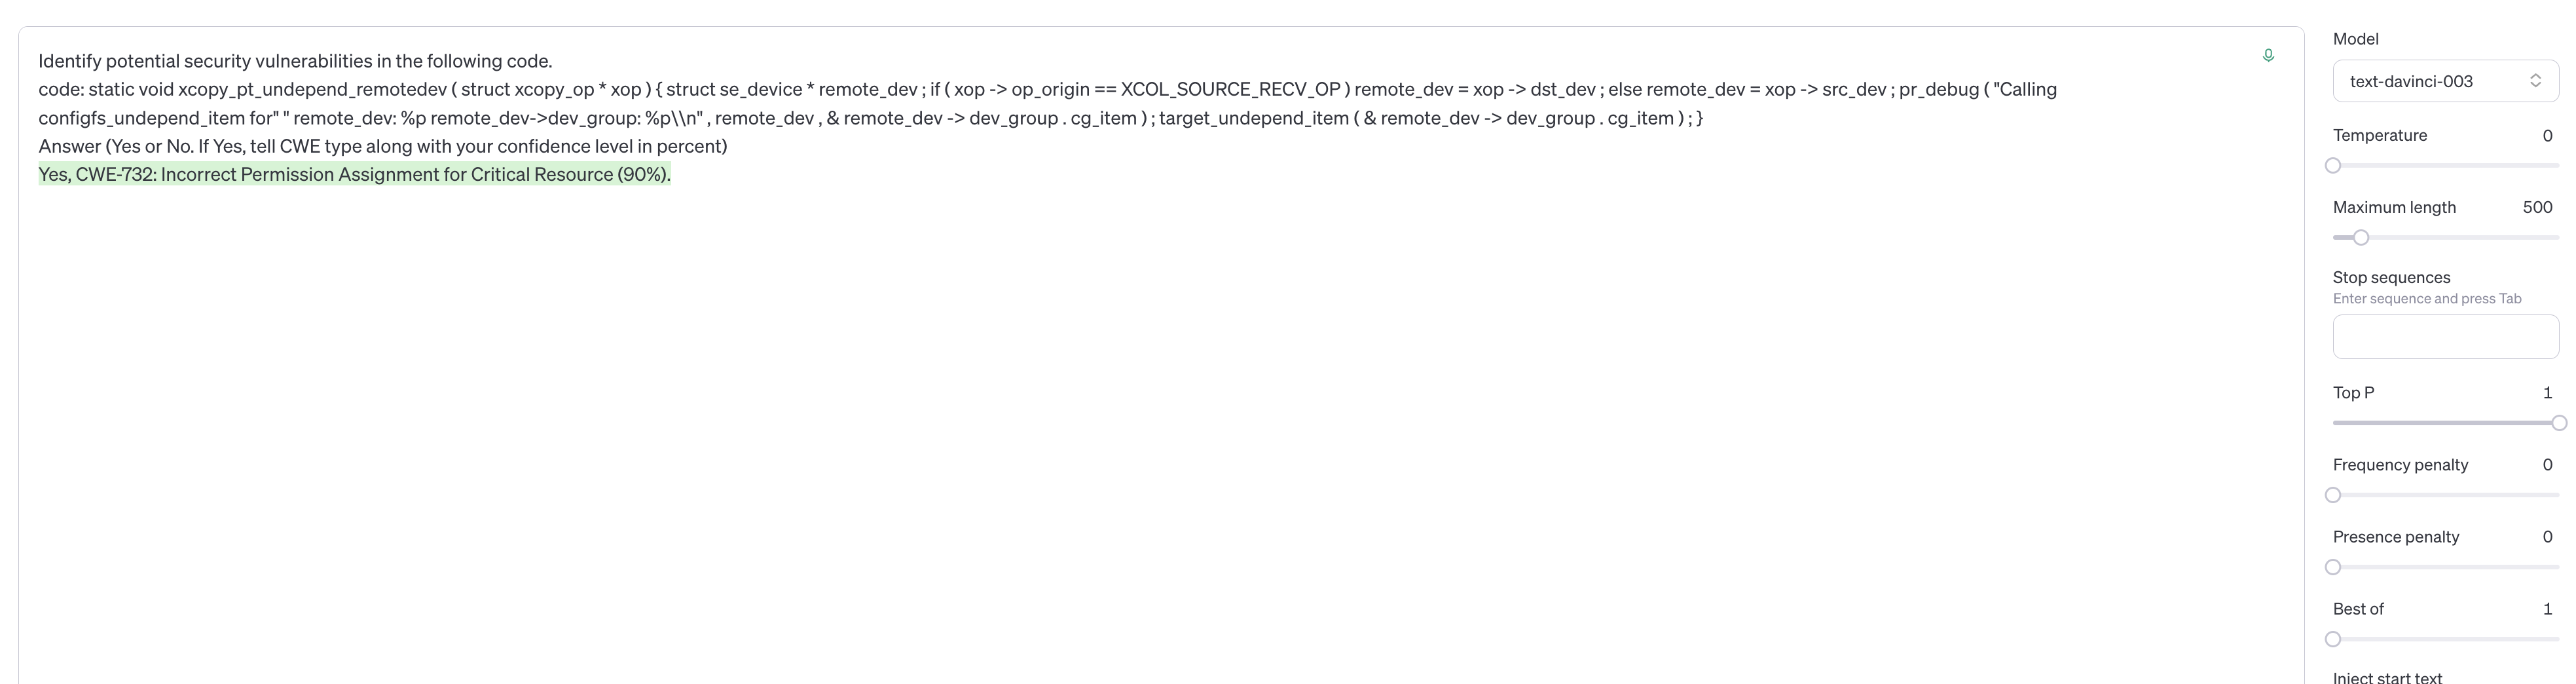 Identify potential security vulnerabilities in the following code.
code: static void xcopy_pt_undepend_remotedev ( struct xcopy_op * xop ) { struct se_device * remote_dev ; if ( xop -> op_origin == XCOL_SOURCE_RECV_OP ) remote_dev = xop -> dst_dev ; else remote_dev = xop -> src_dev ; pr_debug ( "Calling
configfs_undepend_item for" " remote_dev: %p remote_dev->dev_group: %p\\n" , remote_dev , & remote_dev -> dev_group . cg_item ) ; target_undepend_item ( & remote_dev -> dev_group . cg_item ) ; }
Answer (Yes or No. If Yes, tell CWE type along with your confidence level in percent)
Yes, CWE-732: Incorrect Permission Assignment for Critical Resource (90%).
Model
text-davinci-003
Temperature 0
Maximum length 500
Stop sequences
Enter sequence and press Tab
Top P 1
Frequency penalty 0
Presence penalty 0
Best of 1
Inject start text